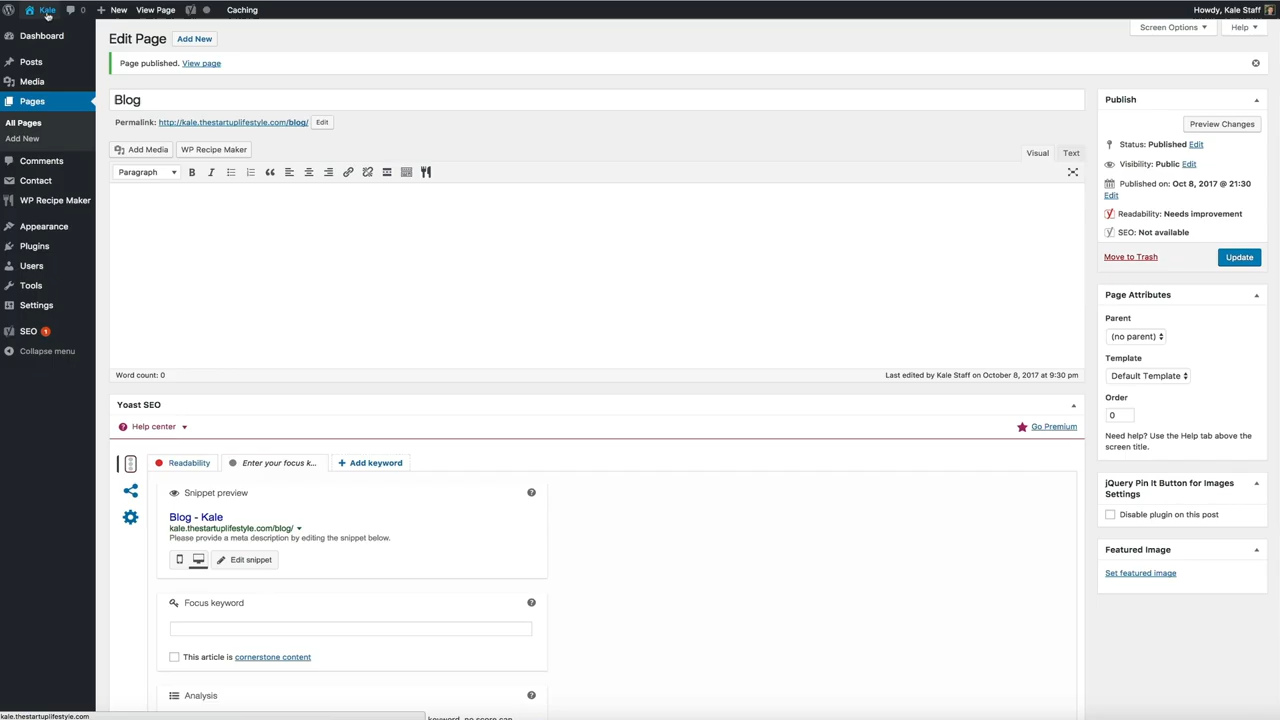 Kale
0
New
View Page
Caching
Howdy, Kale Staff
Dashboard
Posts
Media
Pages
All Pages
Add New
Comments
Contact
WP Recipe Maker
Appearance
Plugins
Users
Tools
Settings
SEO 1
Collapse menu
Screen Options
Help
Edit Page Add New
Page published. View page
Blog
Permalink: http://kale.thestartuplifestyle.com/blog/ Edit
Add Media WP Recipe Maker
Visual Text
Paragraph B I
Word count: 0
Last edited by Kale Staff on October 8, 2017 at 9:30 pm
Yoast SEO
Help center
Go Premium
Readability
Enter your focus k...
Add keyword
Snippet preview
Blog - Kale
kale.thestartuplifestyle.com/blog/
Please provide a meta description by editing the snippet below.
Edit snippet
Focus keyword
This article is cornerstone content
Analysis
Publish
Preview Changes
Status: Published Edit
Visibility: Public Edit
Published on: Oct 8, 2017 @ 21:30
Edit
Readability: Needs improvement
SEO: Not available
Move to Trash
Update
Page Attributes
Parent
(no parent)
Template
Default Template
Order
0
Need help? Use the Help tab above the
screen title.
jQuery Pin It Button for Images
Settings
Disable plugin on this post
Featured Image
Set featured image
kale.thestartuplifestyle.com